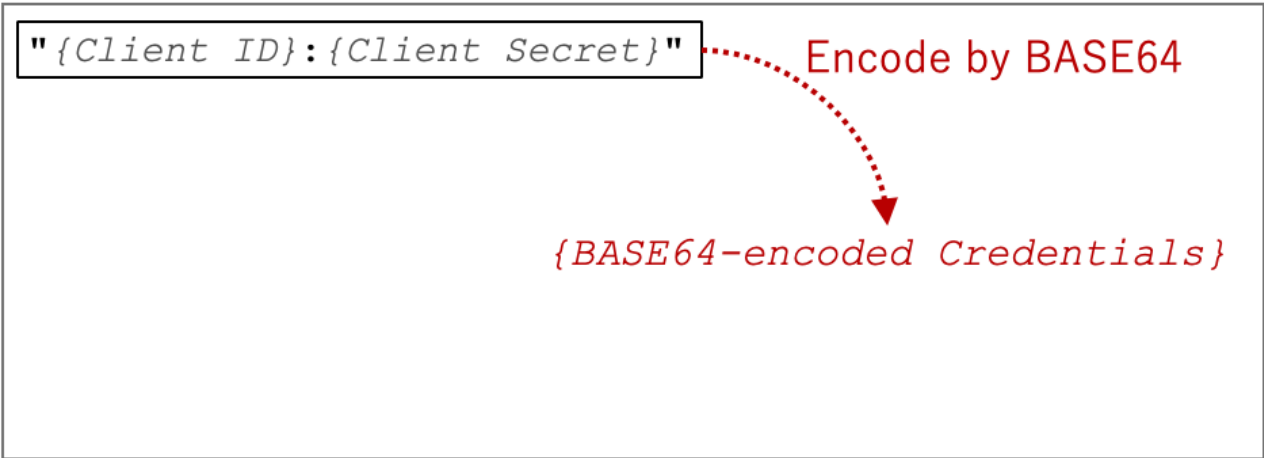 "{Client ID}:{Client Secret}"
Encode by BASE64
{BASE64-encoded Credentials}